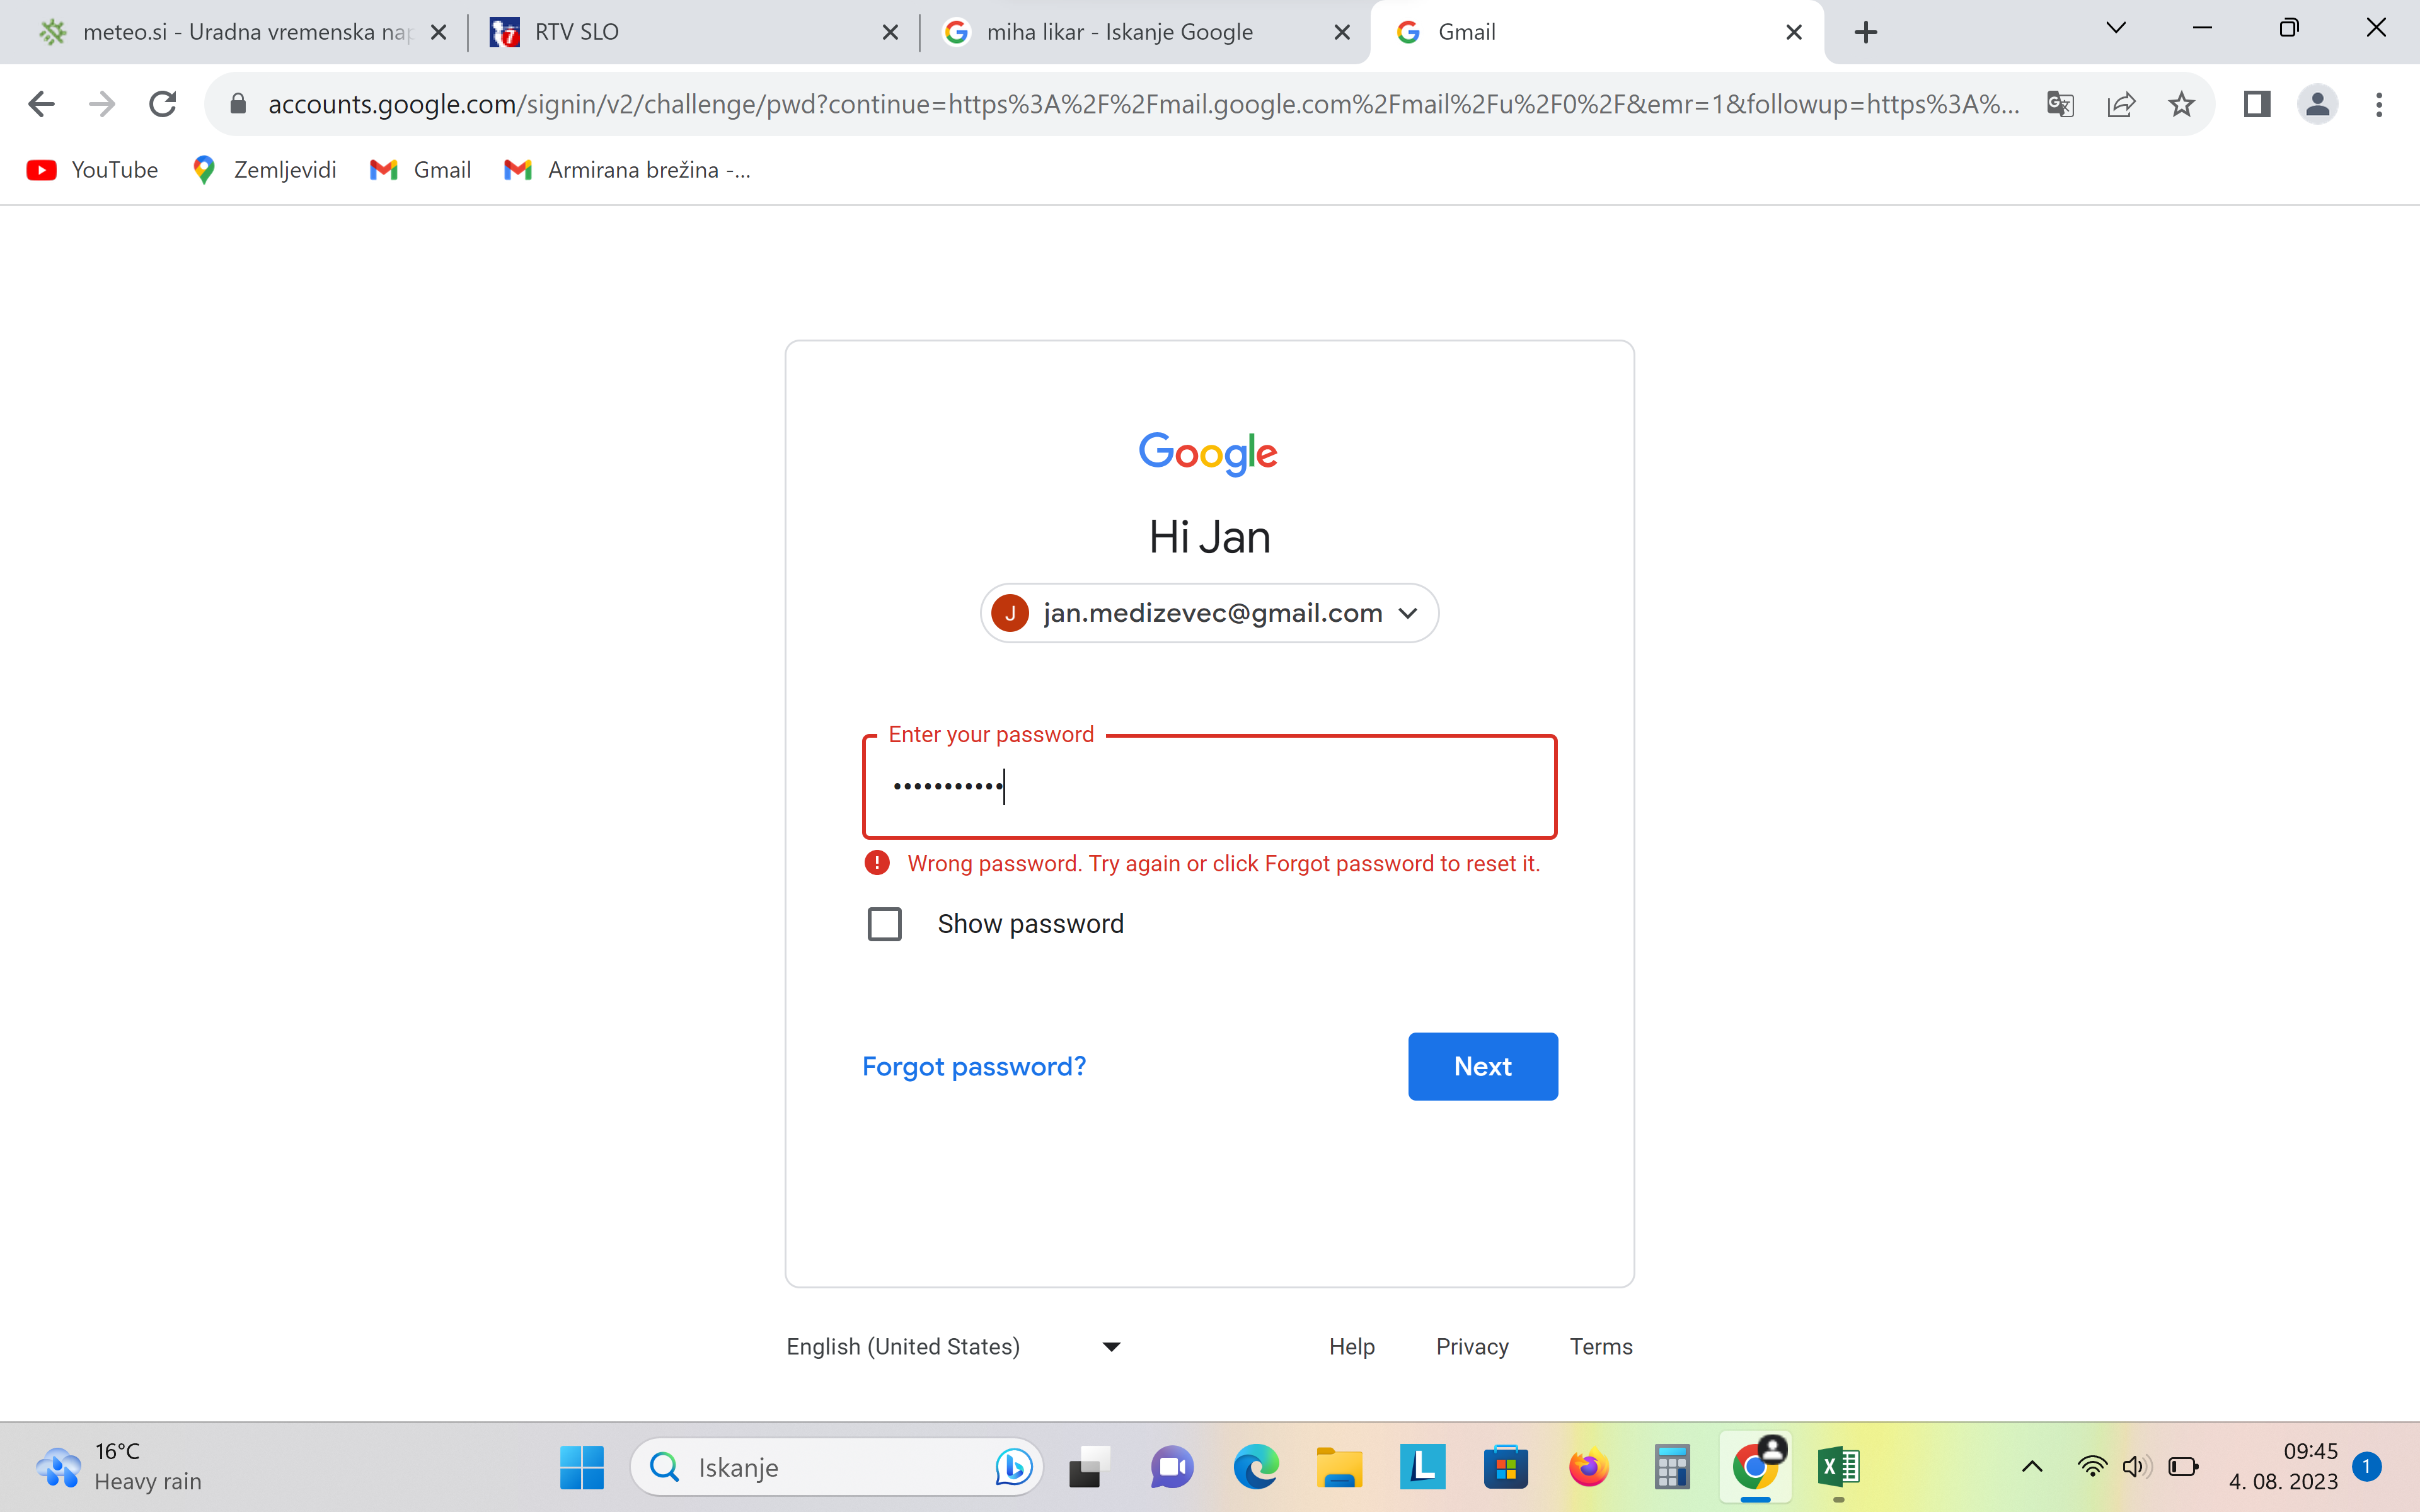 meteo.si - Uradna vremenska nap
RTV SLO
miha likar - Iskanje Google
Gmail
accounts.google.com/signin/v2/challenge/pwd?continue=https%3A%2F%2Fmail.google.com%2Fmail%2Fu%2F0%2F&emr=1&followup=https%3A%...
YouTube
Zemljevidi
Gmail
Armirana brežina -...
Google
Hi Jan
J jan.medizevec@gmail.com
Enter your password
•••••••••••
Wrong password. Try again or click Forgot password to reset it.
Show password
Forgot password?
Next
English (United States)
Help
Privacy
Terms
16°C
Heavy rain
Iskanje
09:45
4. 08. 2023
1